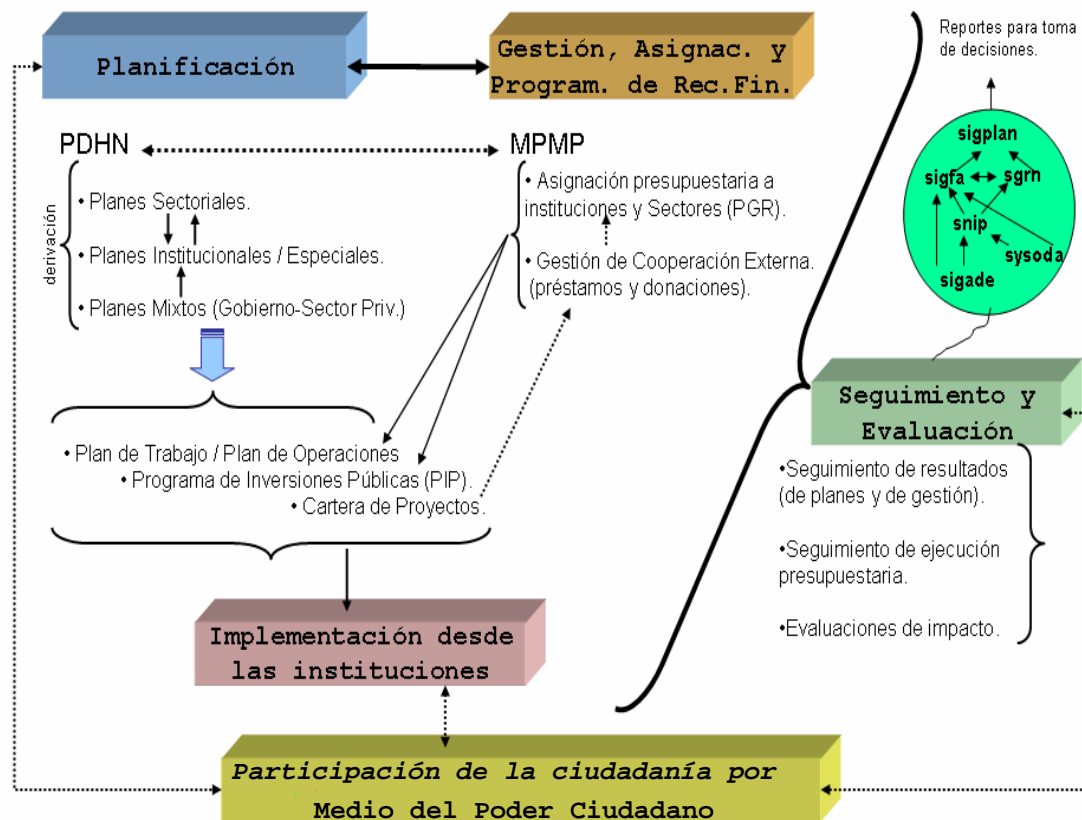 Planificación
Gestión, Asignac. y
Program. de Rec.Fin.
Reportes para toma
de decisiones.
sigplan
sigfa
sgrn
snip
sysoda
sigade
PDHN
MPMP
derivación
• Planes Sectoriales.
• Planes Institucionales / Especiales.
• Planes Mixtos (Gobierno-Sector Priv.)
• Asignación presupuestaria a
instituciones y Sectores (PGR).
• Gestión de Cooperación Externa.
(préstamos y donaciones).
• Plan de Trabajo / Plan de Operaciones
• Programa de Inversiones Públicas (PIP).
• Cartera de Proyectos.
Seguimiento y
Evaluación
•Seguimiento de resultados
(de planes y de gestión).
•Seguimiento de ejecución
presupuestaria.
•Evaluaciones de impacto.
Implementación desde
las instituciones
Participación de la ciudadanía por
Medio del Poder Ciudadano